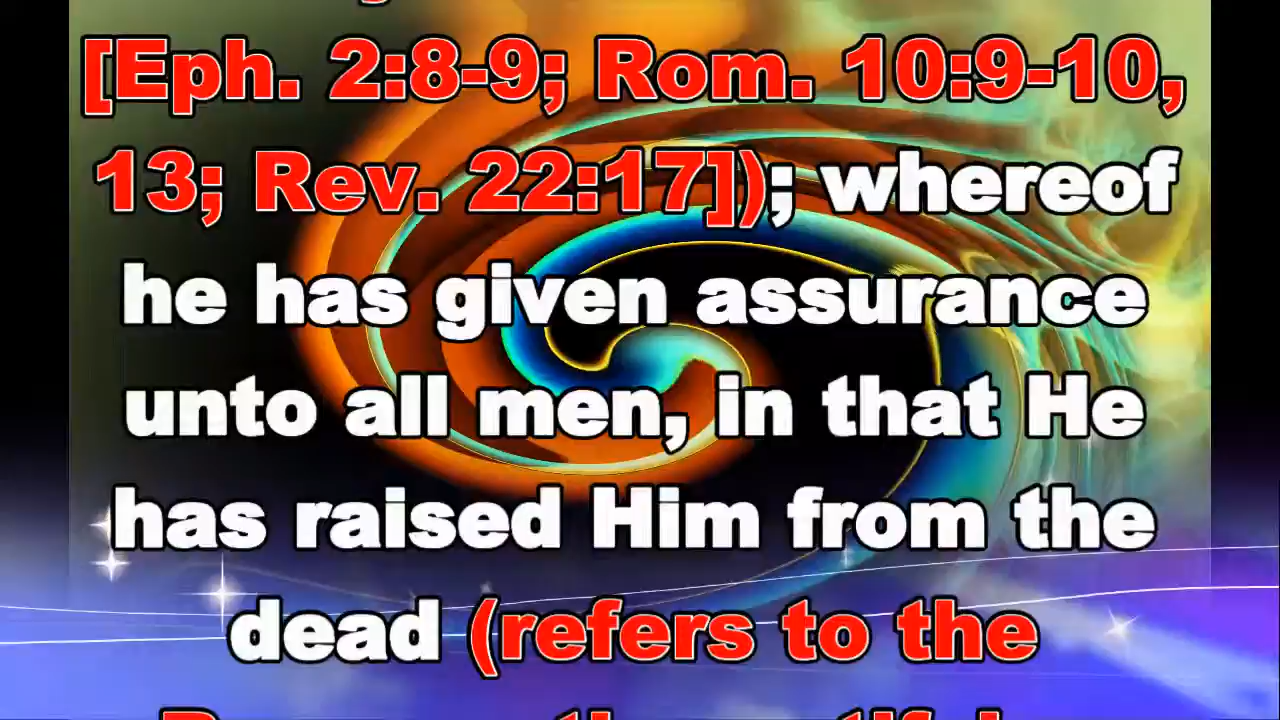 [Eph. 2:8-9; Rom. 10:9-10,
13; Rev. 22:17]); whereof
he has given assurance
unto all men, in that He
has raised Him from the
dead (refers to the